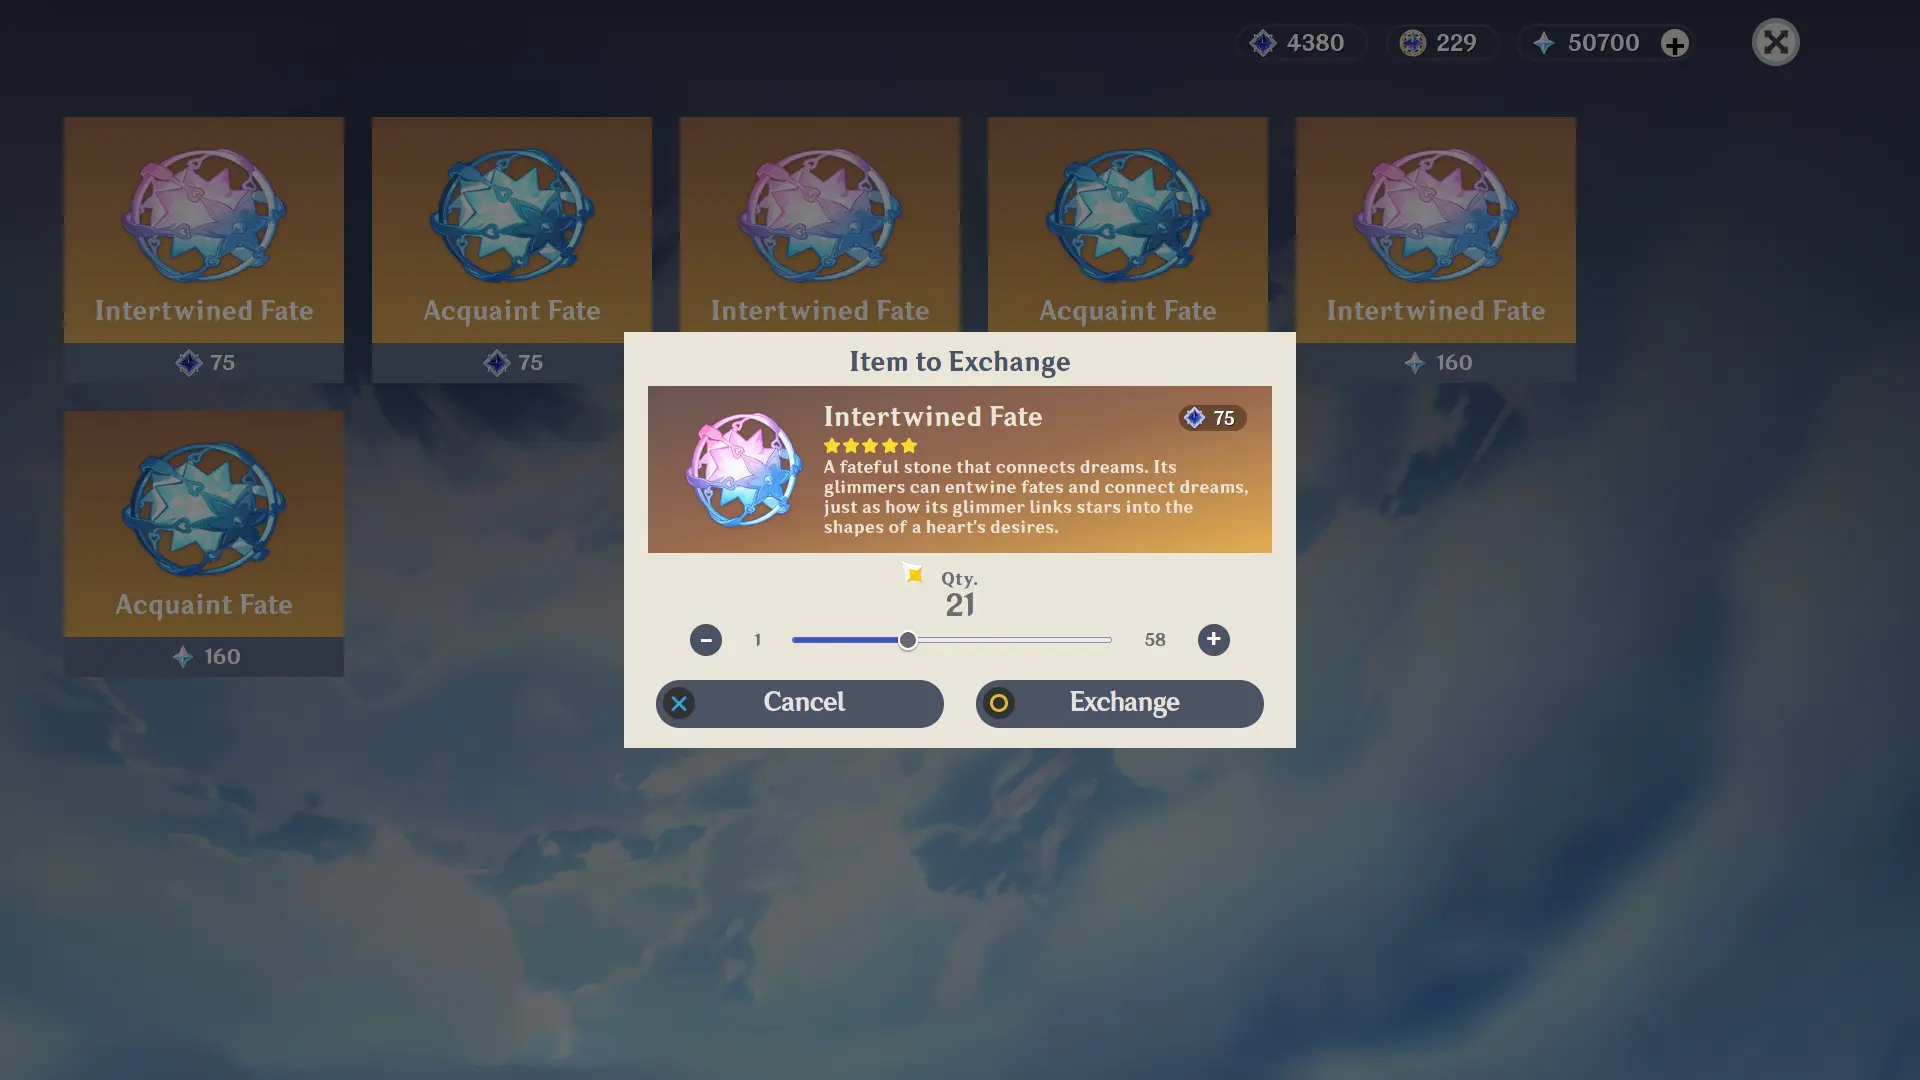 4380
229
50700
Intertwined Fate
Acquaint Fate
Intertwined Fate
Acquaint Fate
Intertwined Fate
75
75
160
Acquaint Fate
160
Item to Exchange
Intertwined Fate
75
A fateful stone that connects dreams. Its
glimmers can entwine fates and connect dreams,
just as how its glimmer links stars into the
shapes of a heart's desires.
Qty.
21
1
58
Cancel
Exchange